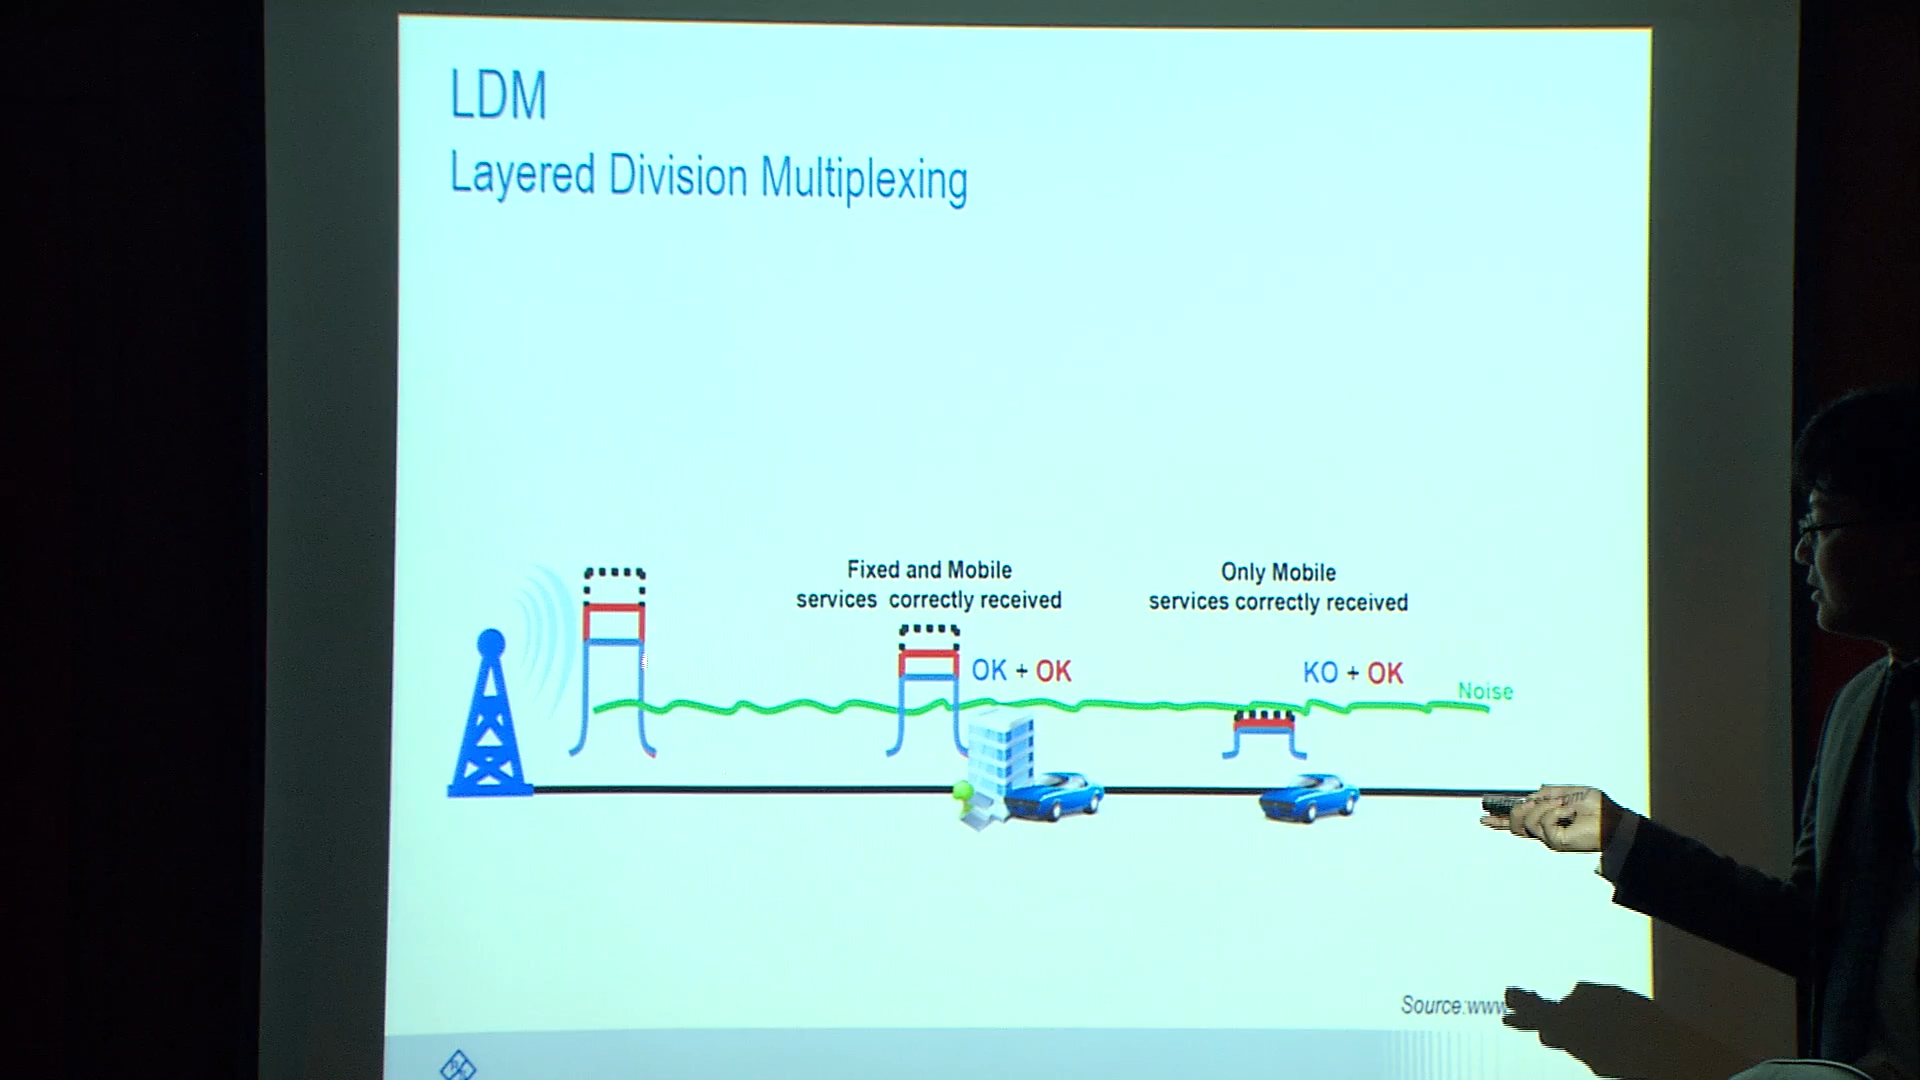 LDM
Layered Division Multiplexing
Fixed and Mobile
services correctly received
Only Mobile
services correctly received
OK + OK
KO + OK
Noise
Source:www